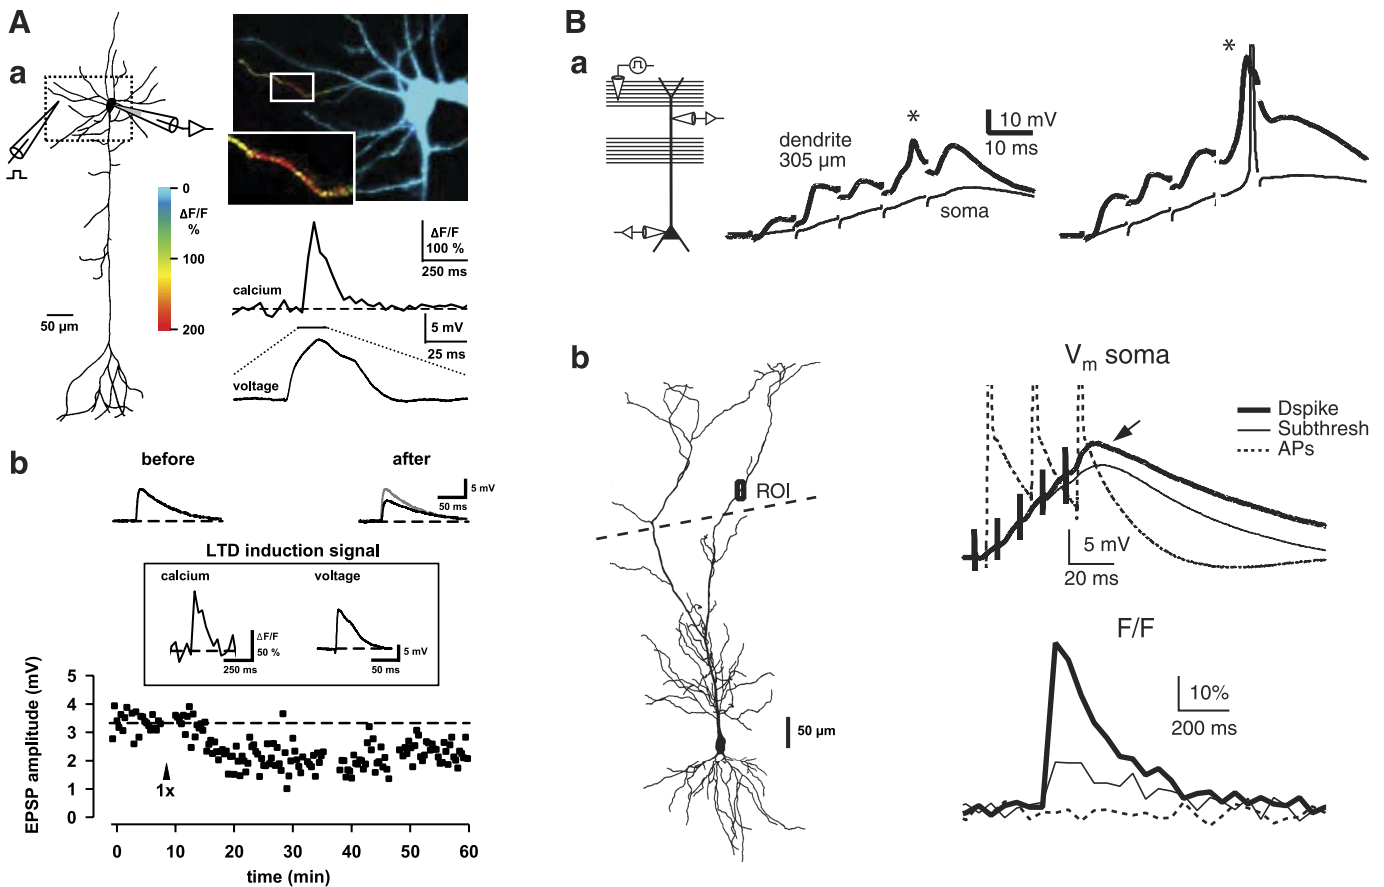 A
a
50 µm
0
ΔF/F
%
100
200
ΔF/F
100 %
250 ms
calcium
5 mV
25 ms
voltage
b
before
after
5 mV
50 ms
LTD induction signal
calcium
voltage
ΔF/F
50 %
250 ms
5 mV
50 ms
EPSP amplitude (mV)
5
4
3
2
1
0
1x
0
10
20
30
40
50
60
time (min)
B
a
dendrite
305 µm
*
10 mV
10 ms
soma
*
b
ROI
50 µm
Vm soma
Dspike
Subthresh
APs
5 mV
20 ms
F/F
10%
200 ms